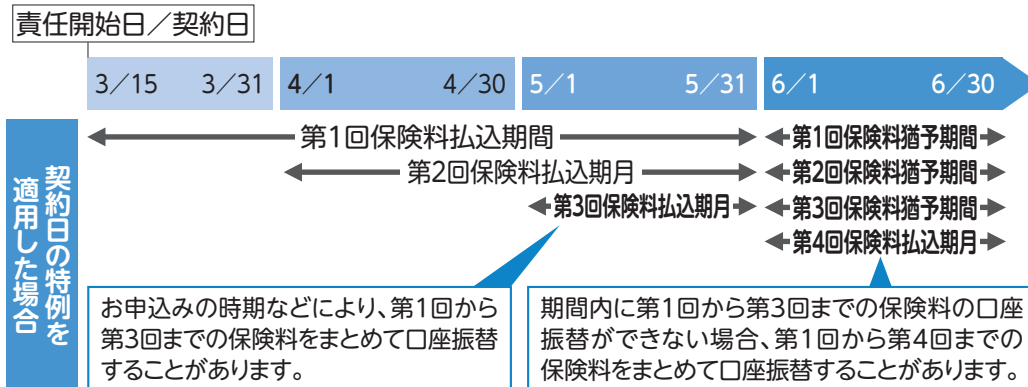 責任開始日／契約日
3／15 3／31 4／1 4／30 5／1 5／31 6／1 6／30
契約日の特例を
適用した場合
第1回保険料払込期間 第1回保険料猶予期間
第2回保険料払込期月 第2回保険料猶予期間
第3回保険料払込期月 第3回保険料猶予期間
第4回保険料払込期月
お申込みの時期などにより、第1回から
第3回までの保険料をまとめて口座振替
することがあります。
期間内に第1回から第3回までの保険料の口座
振替ができない場合、第1回から第4回までの
保険料をまとめて口座振替することがあります。